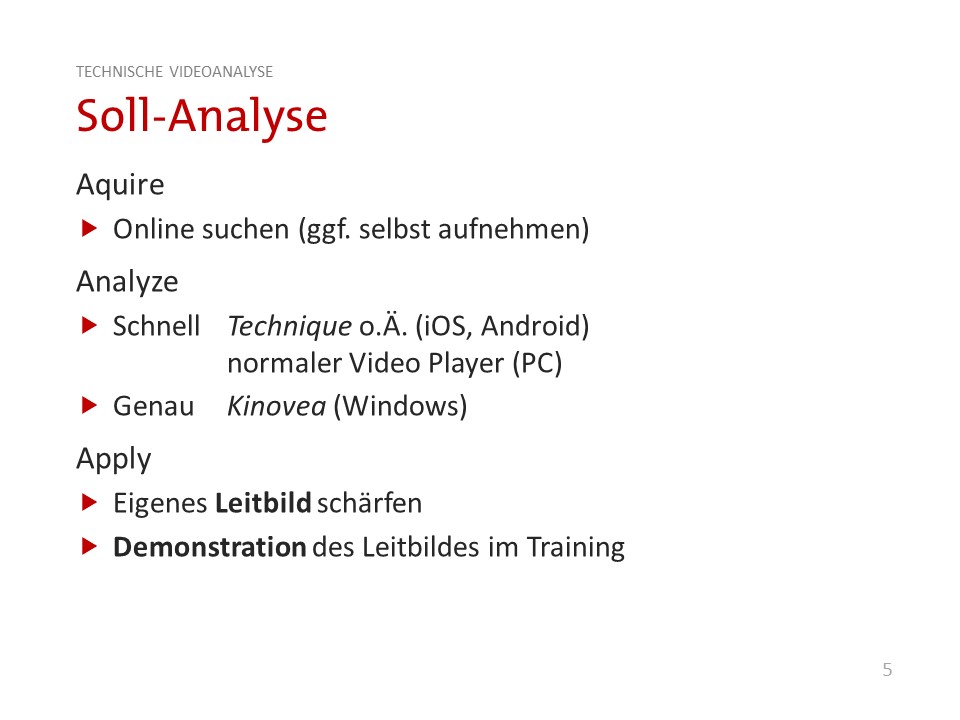 TECHNISCHE VIDEOANALYSE
Soll-Analyse
Aquire
Online suchen (ggf. selbst aufnehmen)
Analyze
Schnell Technique o.Ä. (iOS, Android)
normaler Video Player (PC)
Genau Kinovea (Windows)
Apply
Eigenes Leitbild schärfen
Demonstration des Leitbildes im Training
5